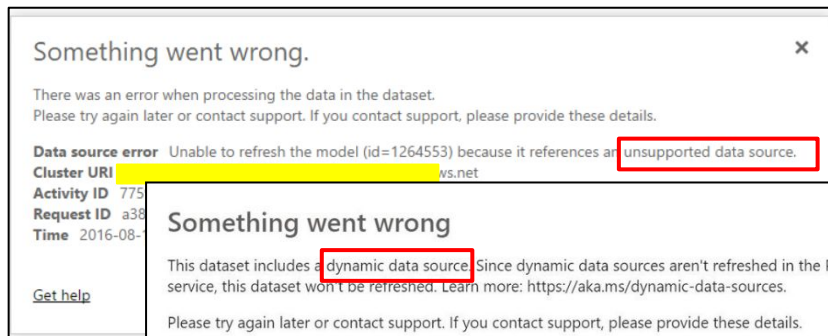 Something went wrong.
There was an error when processing the data in the dataset.
Please try again later or contact support. If you contact support, please provide these details.
Data source error Unable to refresh the model (id=1264553) because it references an unsupported data source.
Cluster URI ws.net
Activity ID 775
Request ID a38
Time 2016-08-
Get help
Something went wrong
This dataset includes a dynamic data source. Since dynamic data sources aren't refreshed in the
service, this dataset won't be refreshed. Learn more: https://aka.ms/dynamic-data-sources.
Please try again later or contact support. If you contact support, please provide these details.